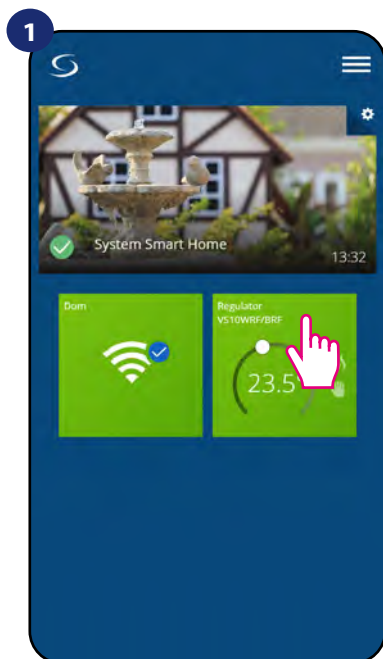 1
System Smart Home
13:32
Dom
Regulator
VS10WRF/BRF
23.5